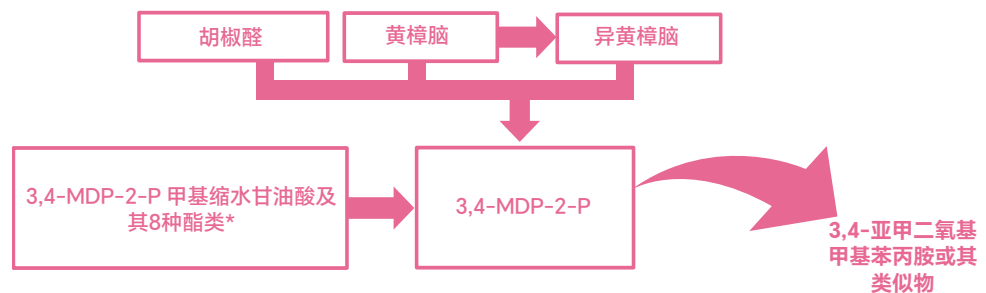 胡椒醛
黄樟脑
异黄樟脑
3,4-MDP-2-P 甲基缩水甘油酸及
其8种酯类*
3,4-MDP-2-P
3,4-亚甲二氧基
甲基苯丙胺或其
类似物